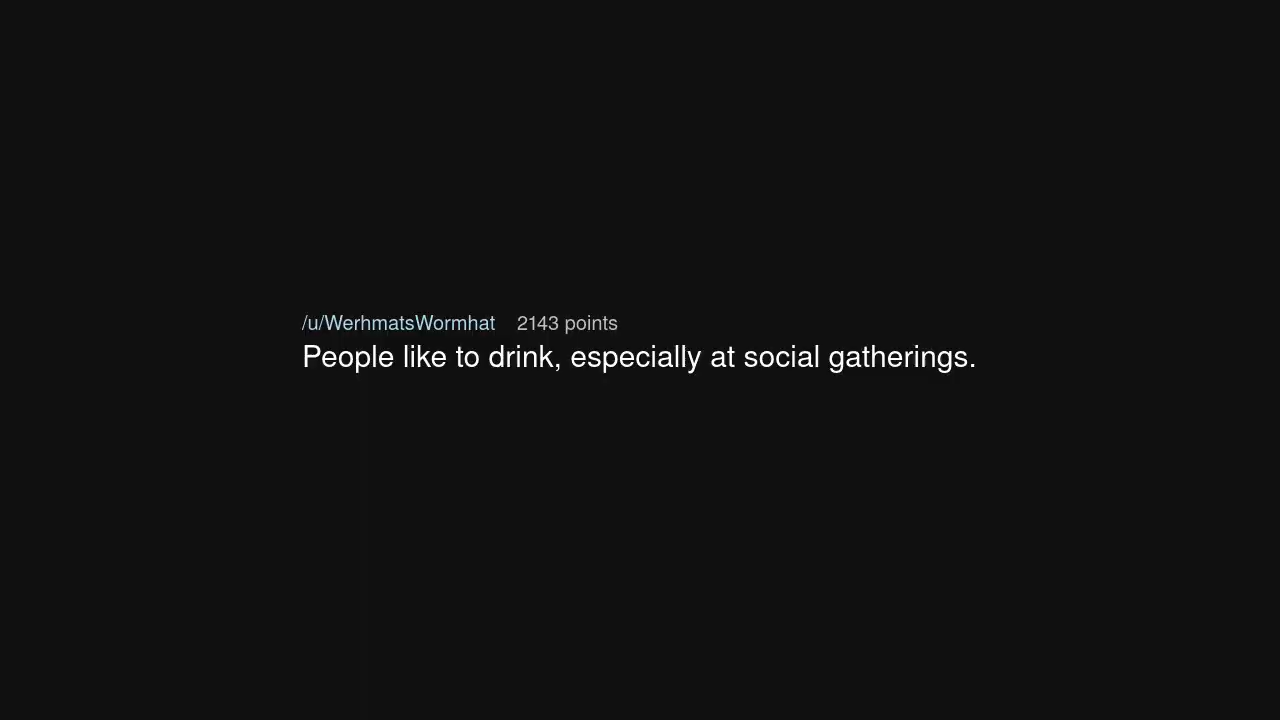 /u/WerhmatsWormhat 2143 points
People like to drink, especially at social gatherings.